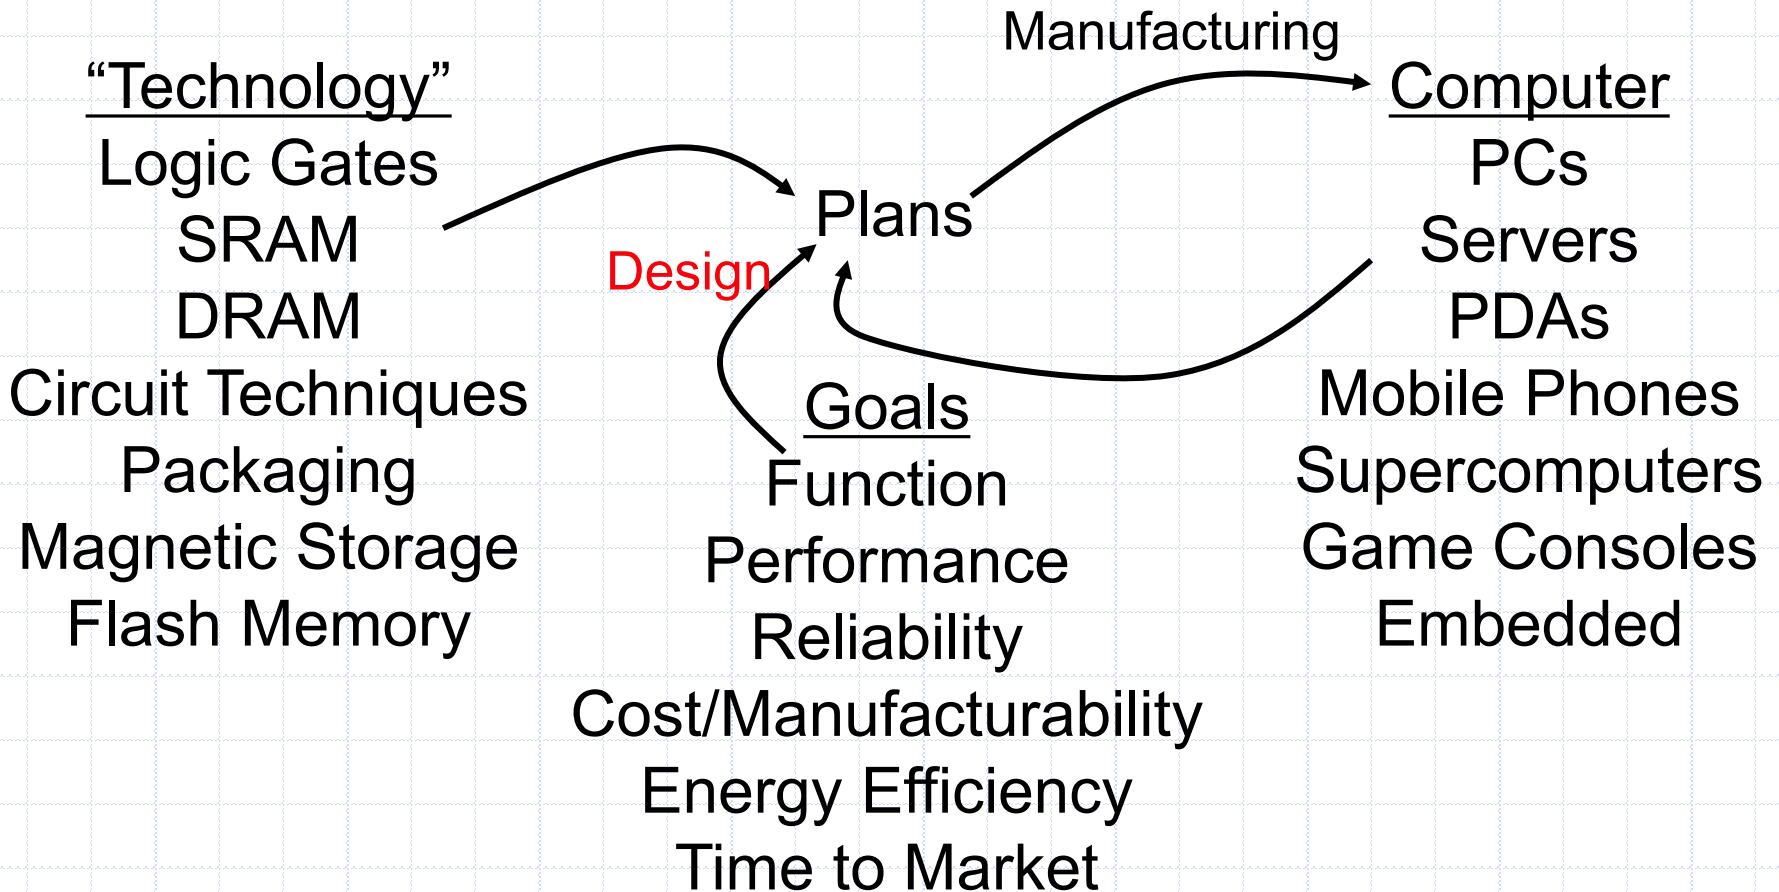 Manufacturing
“Technology”
Logic Gates
SRAM
DRAM
Circuit Techniques
Packaging
Magnetic Storage
Flash Memory
Plans
Design
Goals
Function
Performance
Reliability
Cost/Manufacturability
Energy Efficiency
Time to Market
Computer
PCs
Servers
PDAs
Mobile Phones
Supercomputers
Game Consoles
Embedded